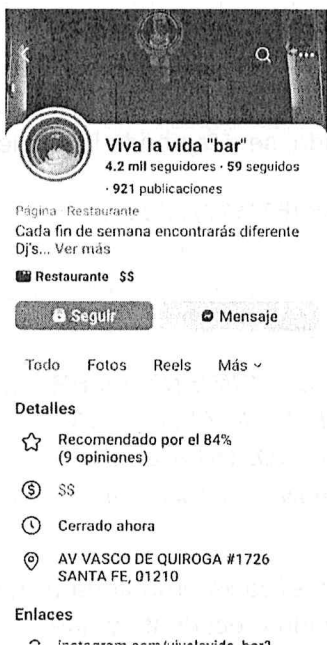 Viva la vida "bar"
4.2 mil seguidores · 59 seguidos
· 921 publicaciones
Página · Restaurante
Cada fin de semana encontrarás diferente
Dj's... Ver más
Restaurante $$
Seguir
Mensaje
Todo Fotos Reels Más
Detalles
Recomendado por el 84%
(9 opiniones)
$$
Cerrado ahora
AV VASCO DE QUIROGA #1726
SANTA FE, 01210
Enlaces